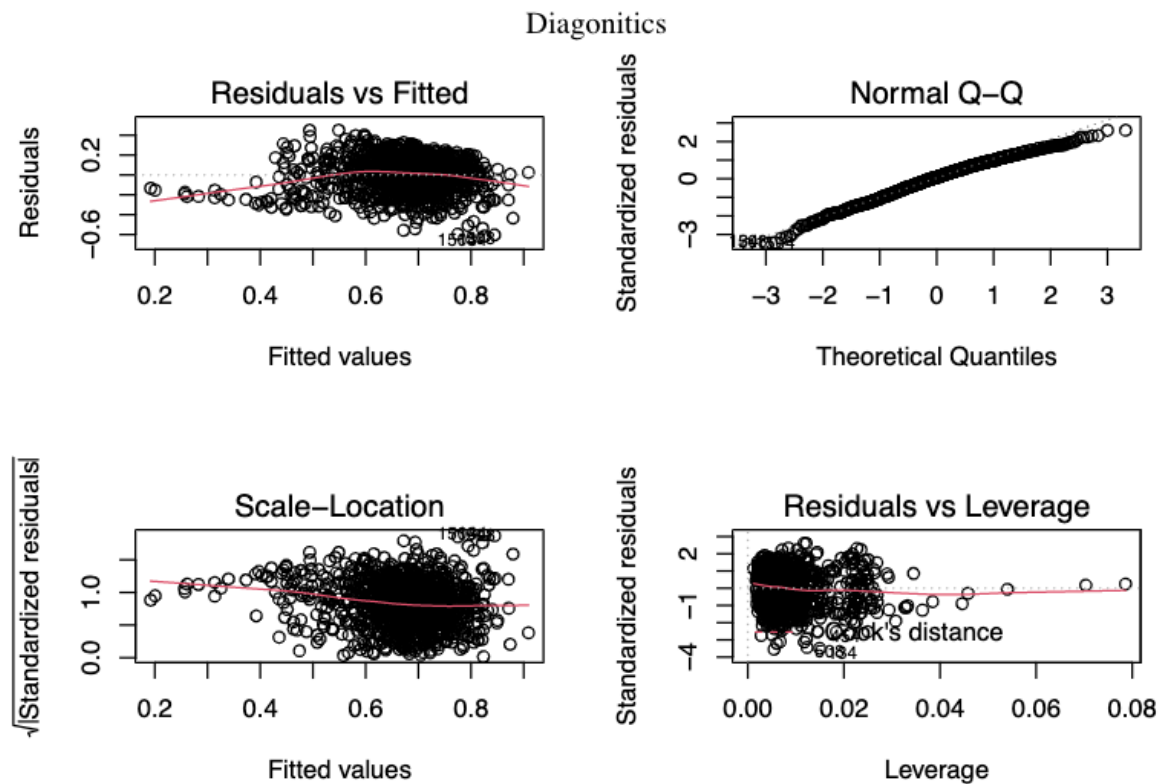 Diagonitics
Residuals vs Fitted
Residuals
0.2
−0.6
0.2 0.4 0.6 0.8
Fitted values
Normal Q−Q
Standardized residuals
2
0
−3
−3 −2 −1 0 1 2 3
Theoretical Quantiles
Scale−Location
√|Standardized residuals|
1.0
0.0
0.2 0.4 0.6 0.8
Fitted values
Residuals vs Leverage
Standardized residuals
2
−1
−4
Cook's distance
0.00 0.02 0.04 0.06 0.08
Leverage